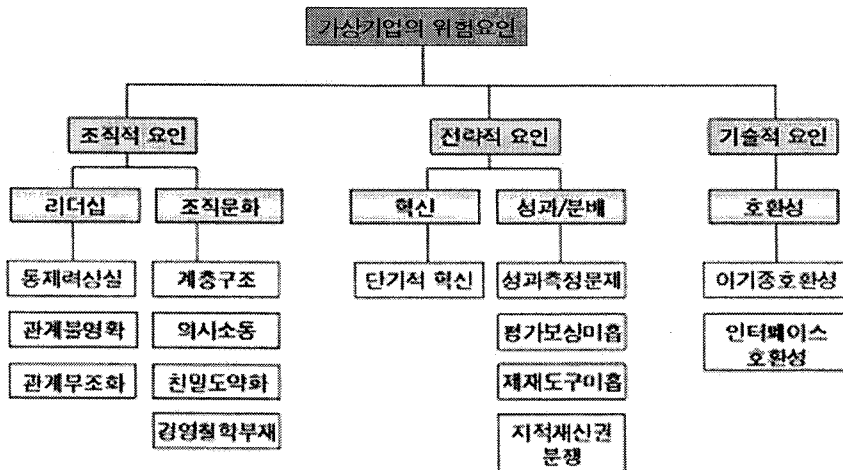 가상기업의 위험요인
조직적 요인
전략적 요인
기술적 요인
리더십
조직문화
혁신
성과/분배
호환성
통제력상실
계층구조
단기적 혁신
성과측정문제
이기종호환성
관계불명확
의사소통
평가보상미흡
인터페이스
호환성
관계부조화
친밀도약화
제재도구미흡
경영철학부재
지적재산권
분쟁